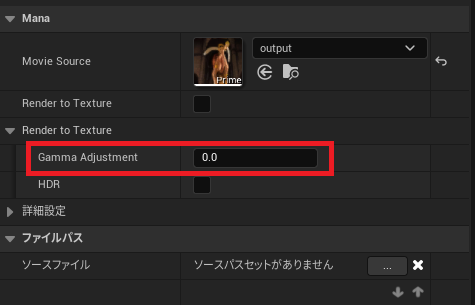 Mana
Movie Source
output
Prime
Render to Texture
Render to Texture
Gamma Adjustment 0.0
HDR
詳細設定
ファイルパス
ソースファイル ソースパスセットがありません ...